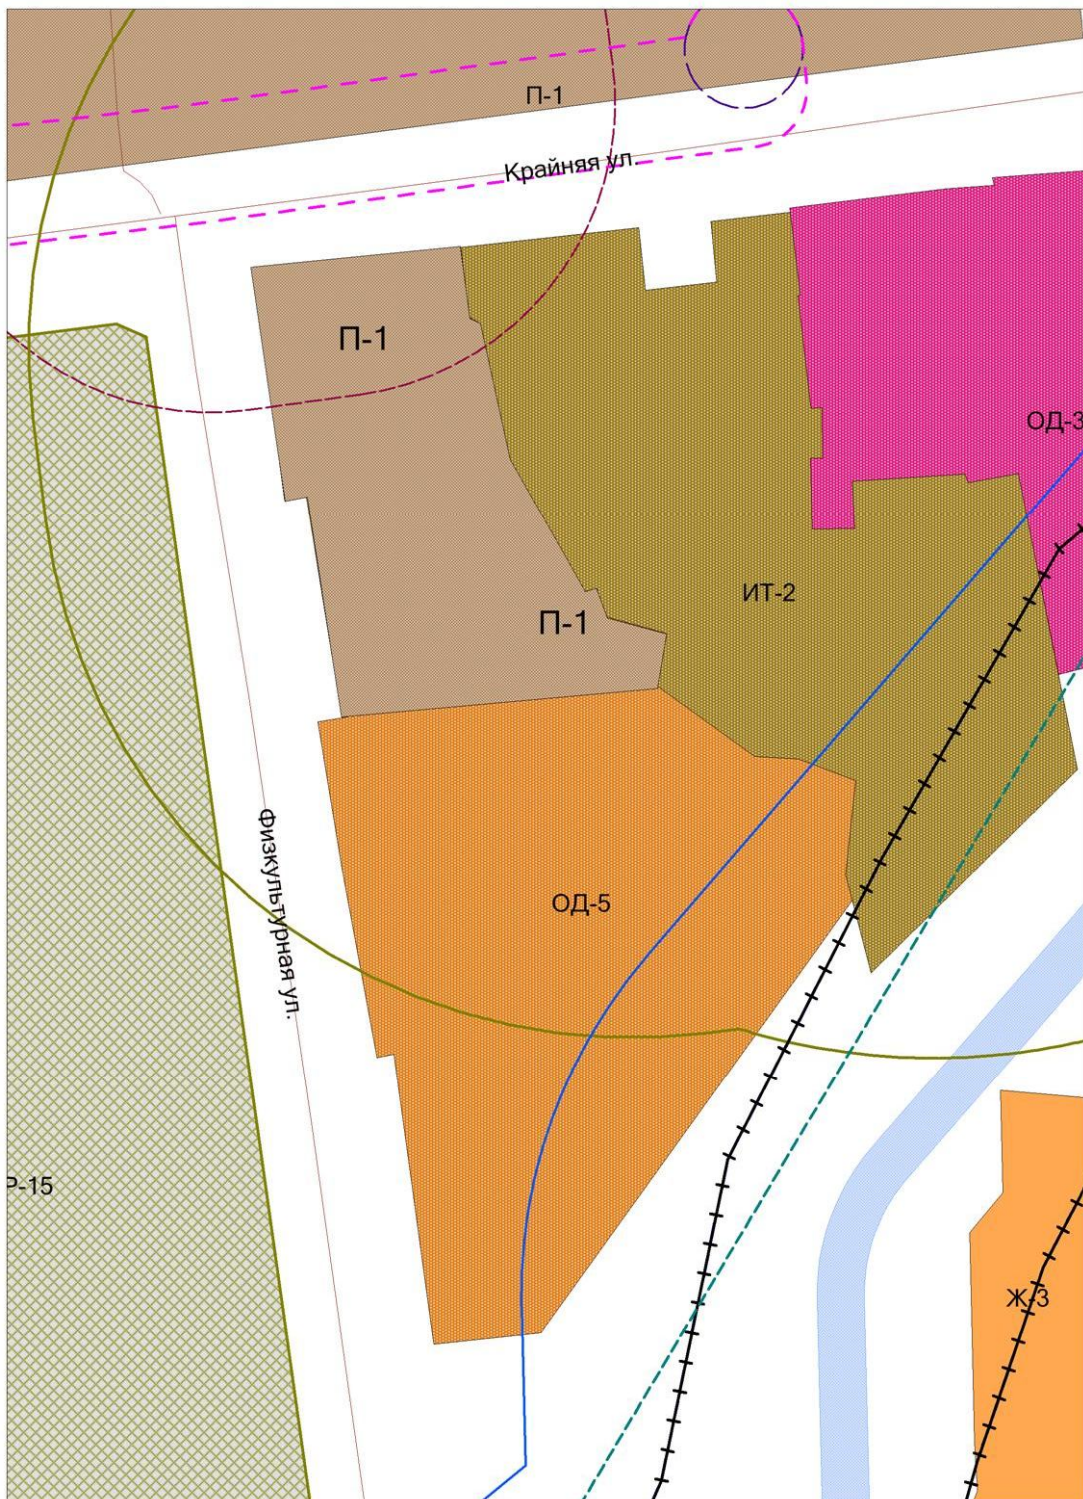 П-1
Крайняя ул.
П-1
ОД-3
ИТ-2
П-1
Физкультурная ул.
ОД-5
Р-15
Ж-3